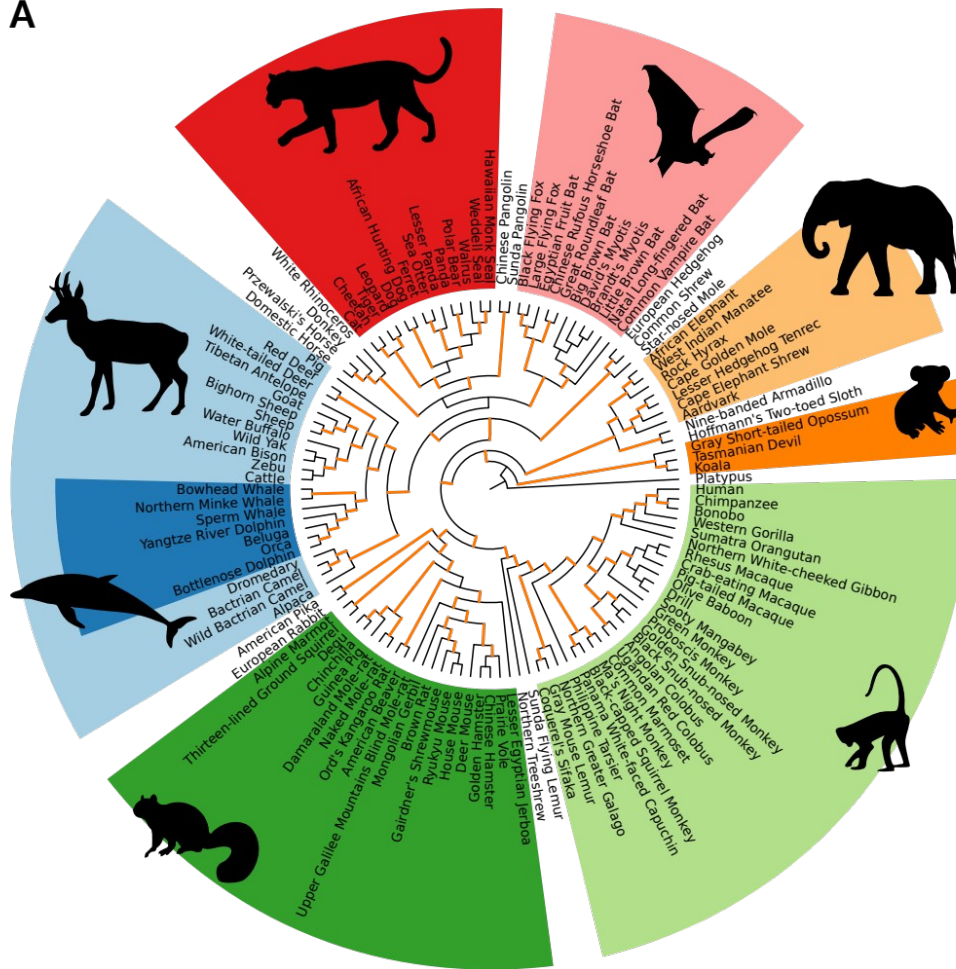 A
Chinese Pangolin
Sunda Pangolin
Black Flying Fox
Large Flying Fox
Egyptian Fruit Bat
Chinese Rufous Horseshoe Bat
Great Roundleaf Bat
Big Brown Bat
David's Myotis
Brandt's Myotis
Little Brown Bat
Natal Long-fingered Bat
Common Vampire Bat
European Hedgehog
Common Shrew
Star-nosed Mole
African Elephant
West Indian Manatee
Rock Hyrax
Cape Golden Mole
Lesser Hedgehog Tenrec
Cape Elephant Shrew
Aardvark
Nine-banded Armadillo
Hoffmann's Two-toed Sloth
Gray Short-tailed Opossum
Tasmanian Devil
Koala
Platypus
Human
Chimpanzee
Bonobo
Western Gorilla
Sumatra Orangutan
Northern White-cheeked Gibbon
Rhesus Macaque
Crab-eating Macaque
Pig-tailed Macaque
Olive Baboon
Drill
Sooty Mangabey
Green Monkey
Proboscis Monkey
Golden Snub-nosed Monkey
Black Snub-nosed Monkey
Angolan Colobus
Ugandan Red Colobus
Common Marmoset
Ma's Night Monkey
Black-capped Squirrel Monkey
Panama White-faced Capuchin
Philippine Tarsier
Northern Greater Galago
Gray Mouse Lemur
Coquerel's Sifaka
Sunda Flying Lemur
Northern Treeshrew
Lesser Egyptian Jerboa
Prairie Vole
Chinese Hamster
Golden Hamster
Deer Mouse
House Mouse
Ryukyu Mouse
Gairdner's Shrewmouse
Brown Rat
Mongolian Gerbil
Upper Galilee Mountains Blind Mole-rat
American Beaver
Ord's Kangaroo Rat
Damaraland Mole-rat
Naked Mole-rat
Guinea Pig
Chinchilla
Degu
Thirteen-lined Ground Squirrel
Alpine Marmot
European Rabbit
American Pika
Alpaca
Wild Bactrian Camel
Bactrian Camel
Dromedary
Bottlenose Dolphin
Orca
Beluga
Yangtze River Dolphin
Sperm Whale
Northern Minke Whale
Bowhead Whale
Cattle
Zebu
American Bison
Wild Yak
Water Buffalo
Sheep
Bighorn Sheep
Goat
Tibetan Antelope
White-tailed Deer
Red Deer
Pig
Domestic Horse
Przewalski's Horse
Donkey
White Rhinoceros
Cat
Cheetah
Tiger
Leopard
Dog
African Hunting Dog
Ferret
Sea Otter
Lesser Panda
Panda
Polar Bear
Walrus
Weddell Seal
Hawaiian Monk Seal